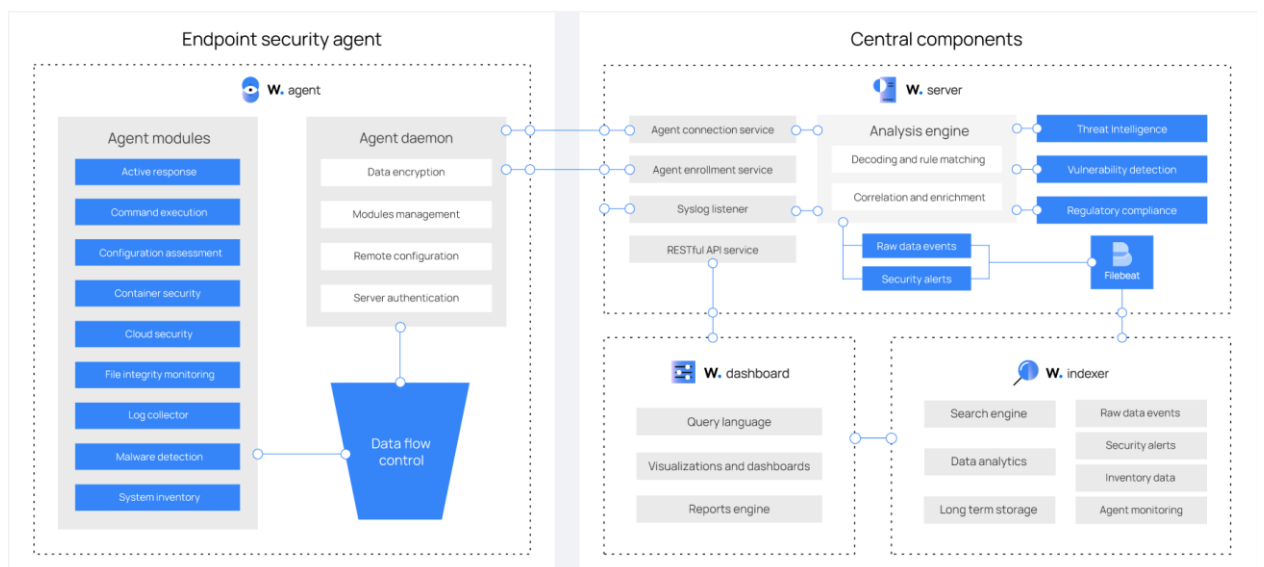 Endpoint security agent
W. agent
Agent modules
Active response
Command execution
Configuration assessment
Container security
Cloud security
File integrity monitoring
Log collector
Malware detection
System inventory
Agent daemon
Data encryption
Modules management
Remote configuration
Server authentication
Data flow
control
Central components
W. server
Agent connection service
Agent enrollment service
Syslog listener
RESTful API service
Analysis engine
Decoding and rule matching
Correlation and enrichment
Threat Intelligence
Vulnerability detection
Regulatory compliance
Raw data events
Security alerts
Filebeat
W. dashboard
Query language
Visualizations and dashboards
Reports engine
W. indexer
Search engine
Data analytics
Long term storage
Raw data events
Security alerts
Inventory data
Agent monitoring